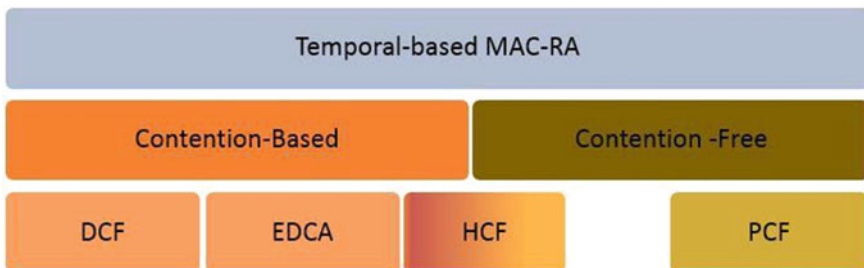 Temporal-based MAC-RA
Contention-Based
Contention -Free
DCF
EDCA
HCF
PCF